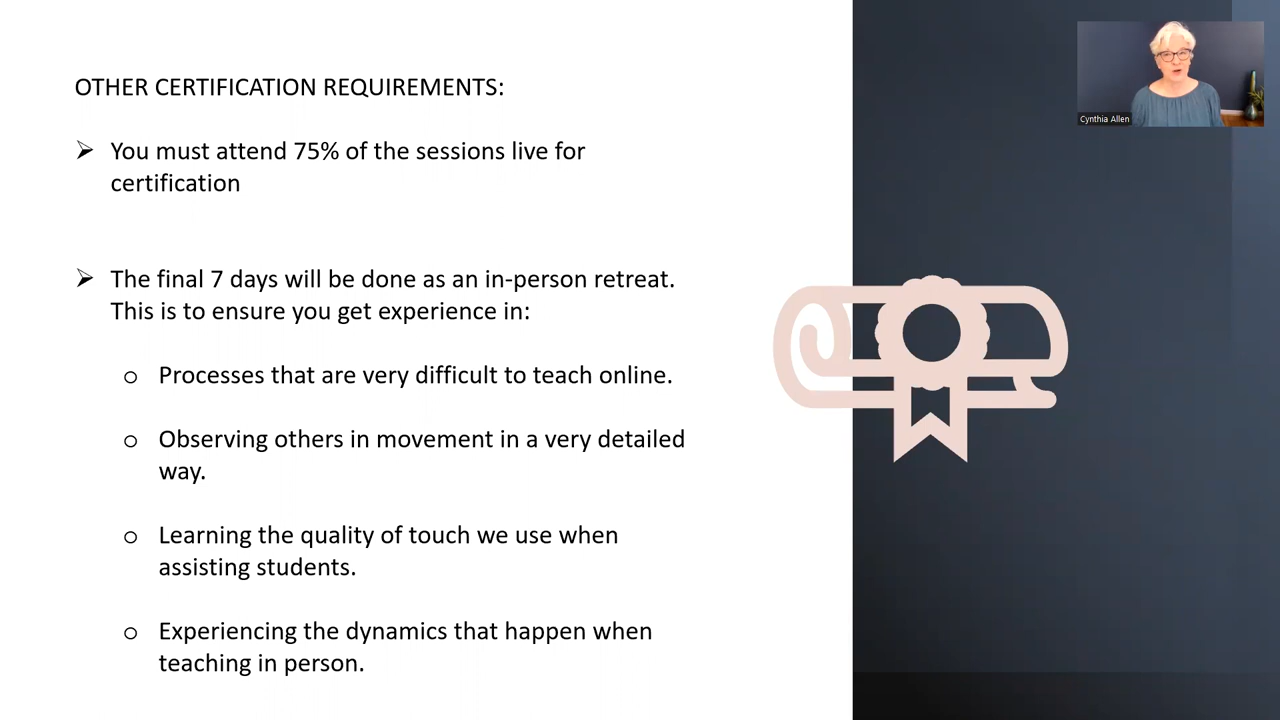 OTHER CERTIFICATION REQUIREMENTS:
➢ You must attend 75% of the sessions live for
certification
➢ The final 7 days will be done as an in-person retreat.
This is to ensure you get experience in:
o Processes that are very difficult to teach online.
o Observing others in movement in a very detailed
way.
o Learning the quality of touch we use when
assisting students.
o Experiencing the dynamics that happen when
teaching in person.
Cynthia Allen